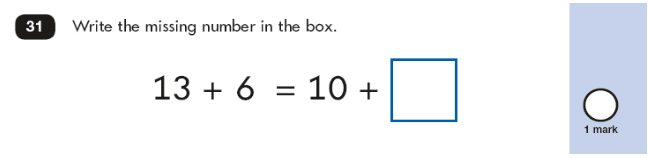 31 Write the missing number in the box.
13 + 6 = 10 +
1 mark